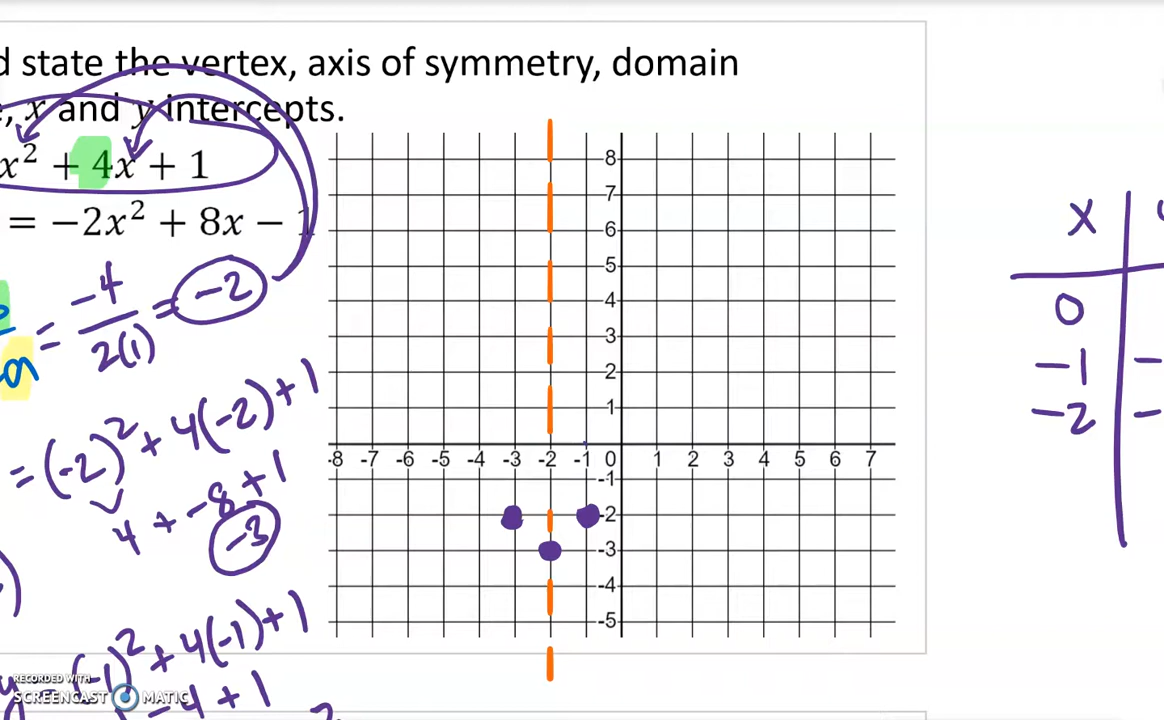 d state the vertex, axis of symmetry, domain
, x and y intercepts.
x² + 4x + 1
= −2x² + 8x −
= -4/2(1) = -2
a
= (-2)² + 4(-2) + 1
4 + -8 + 1
-3
(-1)² + 4(-1) + 1
- 4 + 1
8
7
6
5
4
3
2
1
-8 -7 -6 -5 -4 -3 -2 -1 0 1 2 3 4 5 6 7
-1
-2
-3
-4
-5
x
0
-1
-2
RECORDED WITH
SCREENCAST MATIC